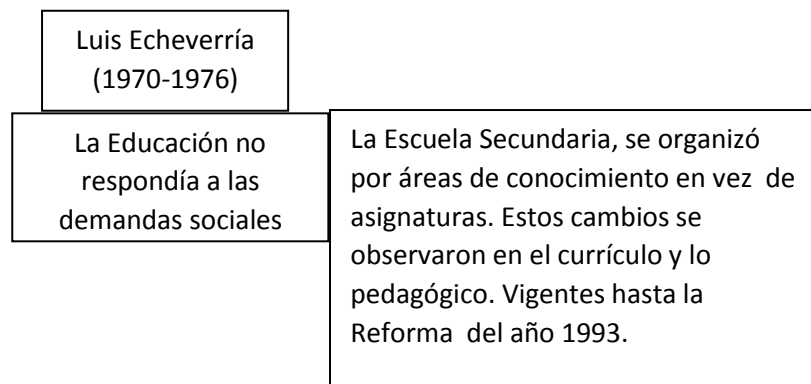 Luis Echeverría
(1970-1976)
La Educación no
respondía a las
demandas sociales
La Escuela Secundaria, se organizó
por áreas de conocimiento en vez  de
asignaturas. Estos cambios se
observaron en el currículo y lo
pedagógico. Vigentes hasta la
Reforma  del año 1993.